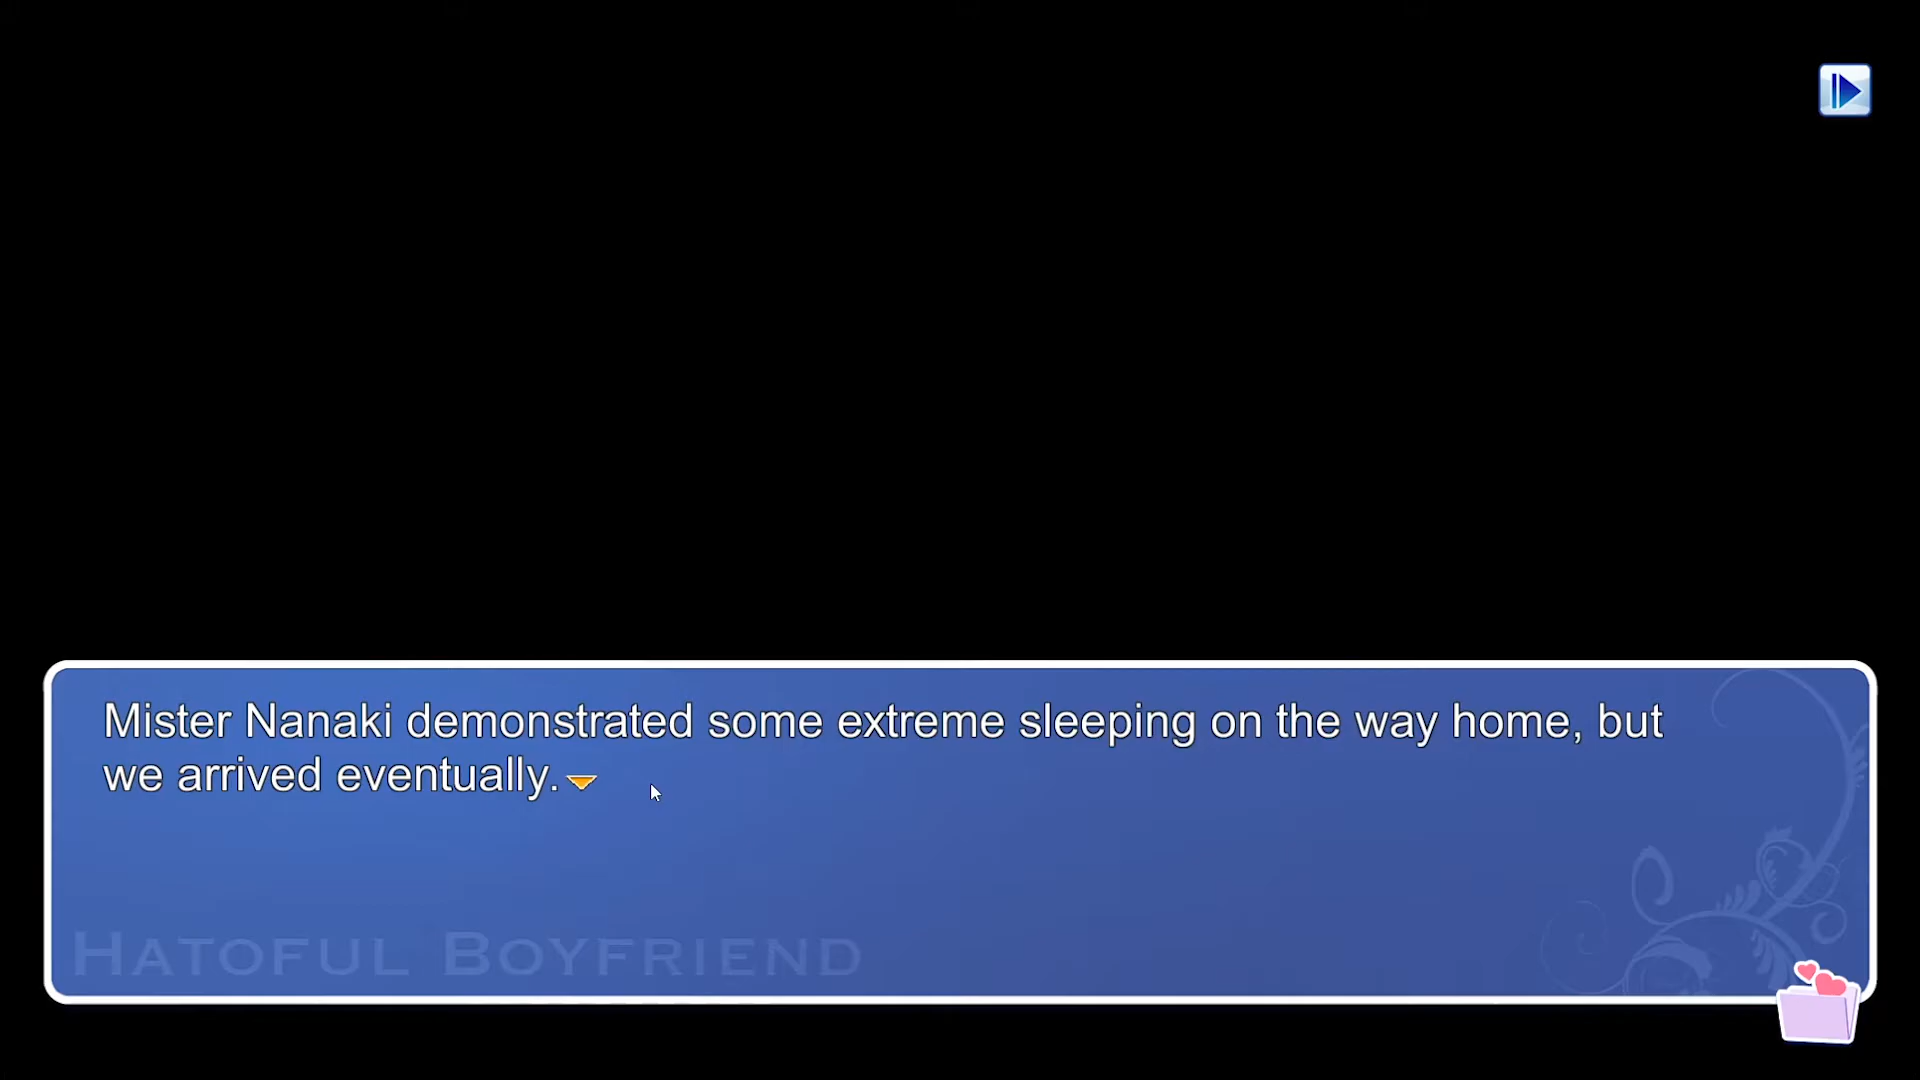 Mister Nanaki demonstrated some extreme sleeping on the way home, but
we arrived eventually.
HATOFUL BOYFRIEND